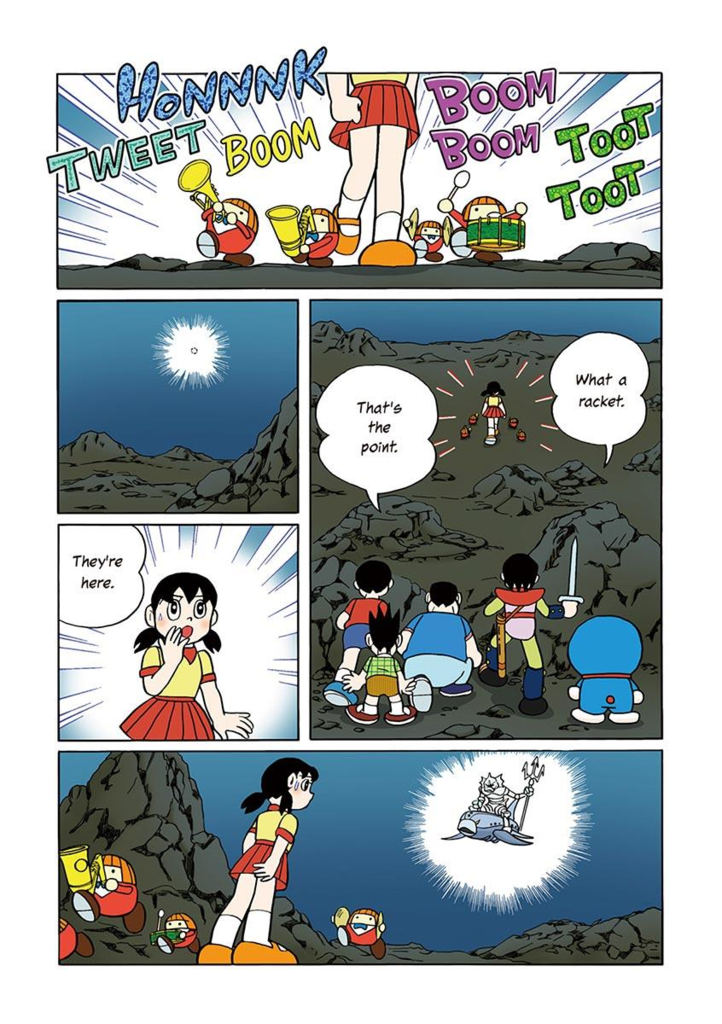 HONNNK
TWEET
BOOM
BOOM
BOOM
TOOT
TOOT
What a
racket.
That's
the
point.
They're
here.